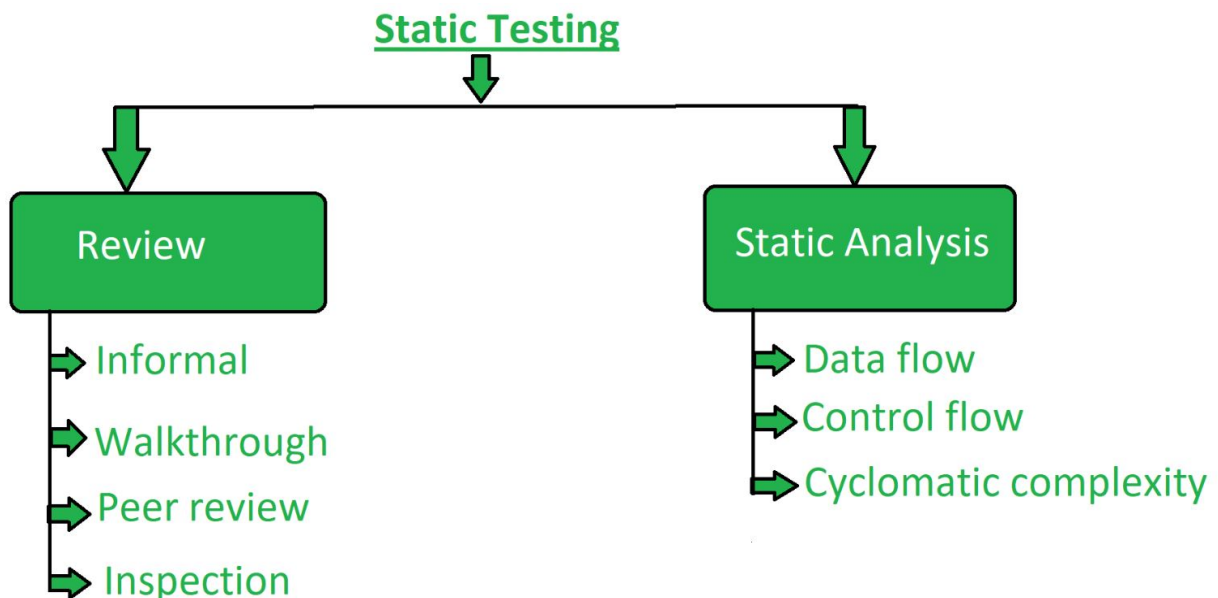 Static Testing
Review
Informal
Walkthrough
Peer review
Inspection
Static Analysis
Data flow
Control flow
Cyclomatic complexity